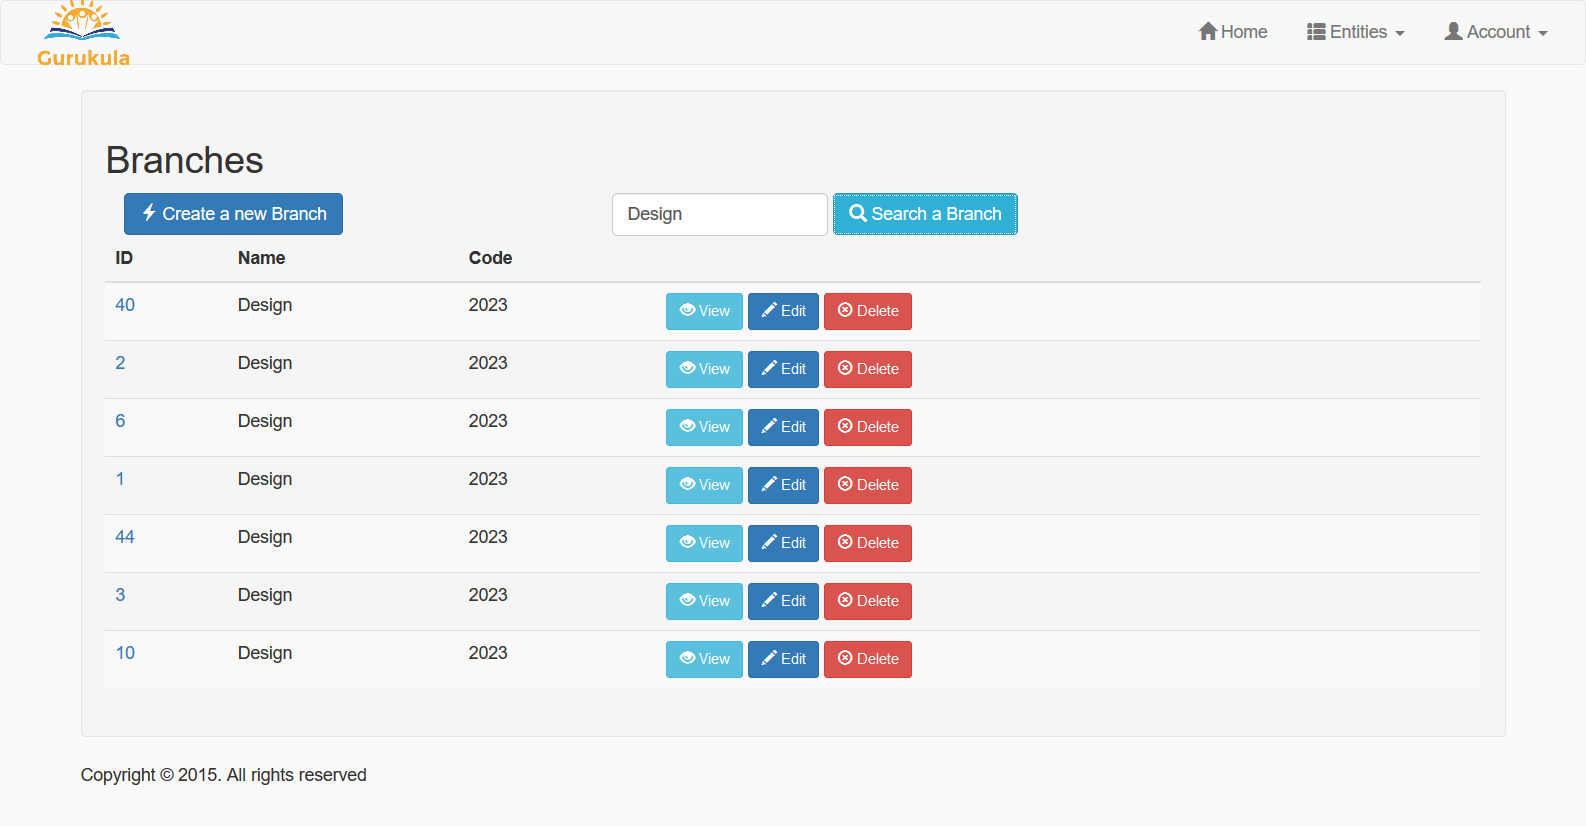 Gurukula
Home Entities Account
Branches
Create a new Branch Design Search a Branch
ID Name Code
40 Design 2023 View Edit Delete
2 Design 2023 View Edit Delete
6 Design 2023 View Edit Delete
1 Design 2023 View Edit Delete
44 Design 2023 View Edit Delete
3 Design 2023 View Edit Delete
10 Design 2023 View Edit Delete
Copyright © 2015. All rights reserved